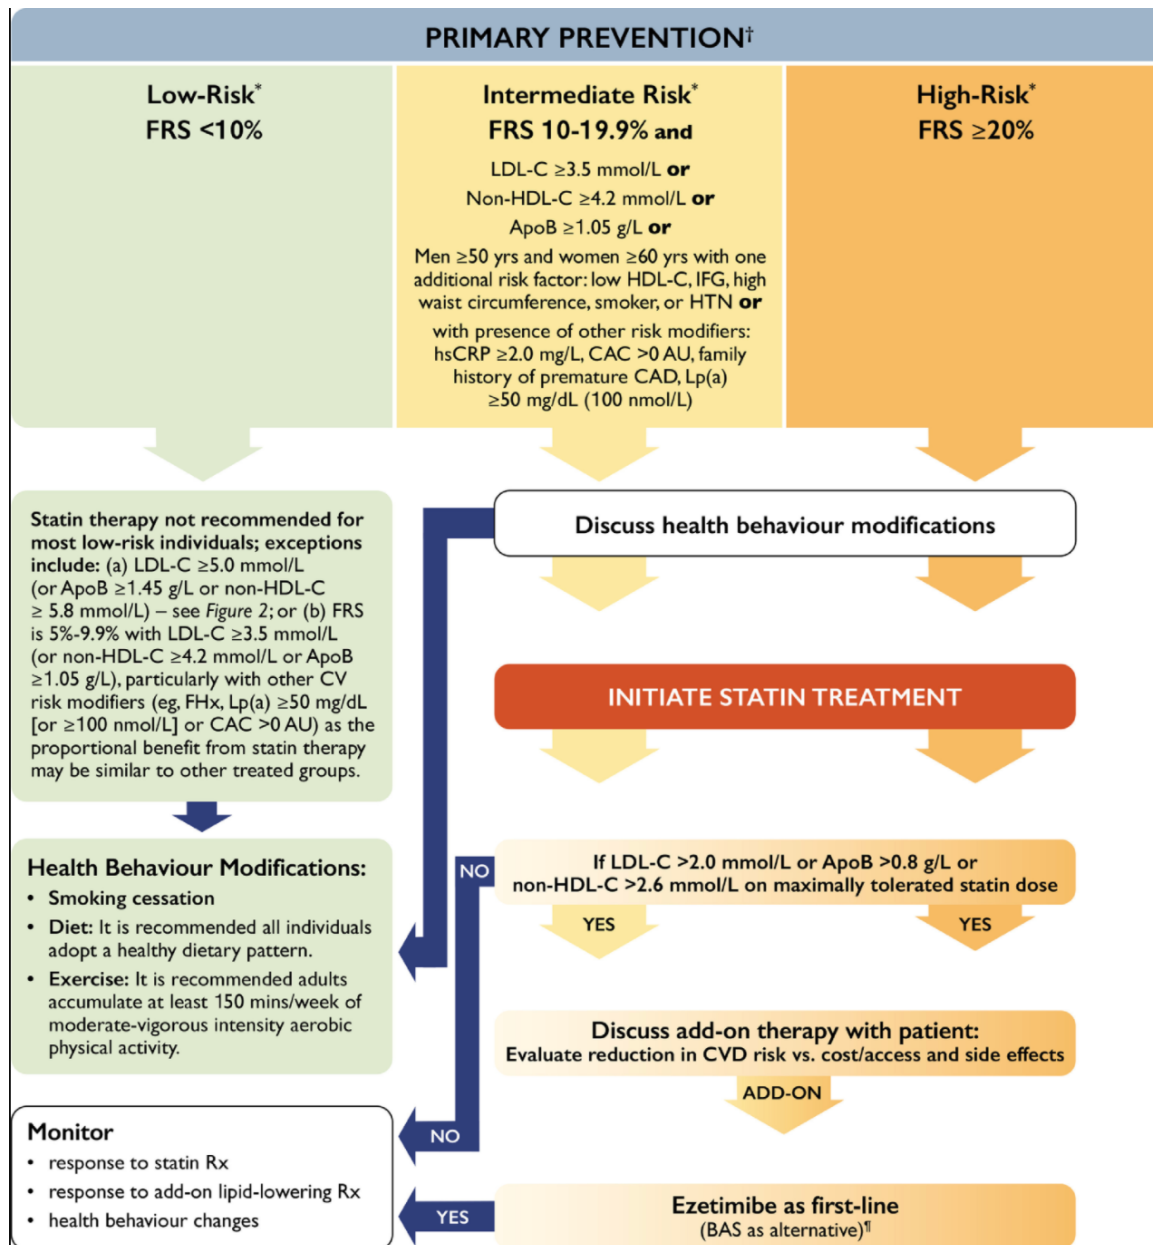 PRIMARY PREVENTION†
Low-Risk*
FRS <10%
Intermediate Risk*
FRS 10-19.9% and
LDL-C ≥3.5 mmol/L or
Non-HDL-C ≥4.2 mmol/L or
ApoB ≥1.05 g/L or
Men ≥50 yrs and women ≥60 yrs with one
additional risk factor: low HDL-C, IFG, high
waist circumference, smoker, or HTN or
with presence of other risk modifiers:
hsCRP ≥2.0 mg/L, CAC >0 AU, family
history of premature CAD, Lp(a)
≥50 mg/dL (100 nmol/L)
High-Risk*
FRS ≥20%
Statin therapy not recommended for
most low-risk individuals; exceptions
include: (a) LDL-C ≥5.0 mmol/L
(or ApoB ≥1.45 g/L or non-HDL-C
≥ 5.8 mmol/L) – see Figure 2; or (b) FRS
is 5%-9.9% with LDL-C ≥3.5 mmol/L
(or non-HDL-C ≥4.2 mmol/L or ApoB
≥1.05 g/L), particularly with other CV
risk modifiers (eg, FHx, Lp(a) ≥50 mg/dL
[or ≥100 nmol/L] or CAC >0 AU) as the
proportional benefit from statin therapy
may be similar to other treated groups.
Health Behaviour Modifications:
• Smoking cessation
• Diet: It is recommended all individuals
adopt a healthy dietary pattern.
• Exercise: It is recommended adults
accumulate at least 150 mins/week of
moderate-vigorous intensity aerobic
physical activity.
Monitor
• response to statin Rx
• response to add-on lipid-lowering Rx
• health behaviour changes
Discuss health behaviour modifications
INITIATE STATIN TREATMENT
NO
If LDL-C >2.0 mmol/L or ApoB >0.8 g/L or
non-HDL-C >2.6 mmol/L on maximally tolerated statin dose
YES
YES
Discuss add-on therapy with patient:
Evaluate reduction in CVD risk vs. cost/access and side effects
ADD-ON
NO
YES
Ezetimibe as first-line
(BAS as alternative)¶